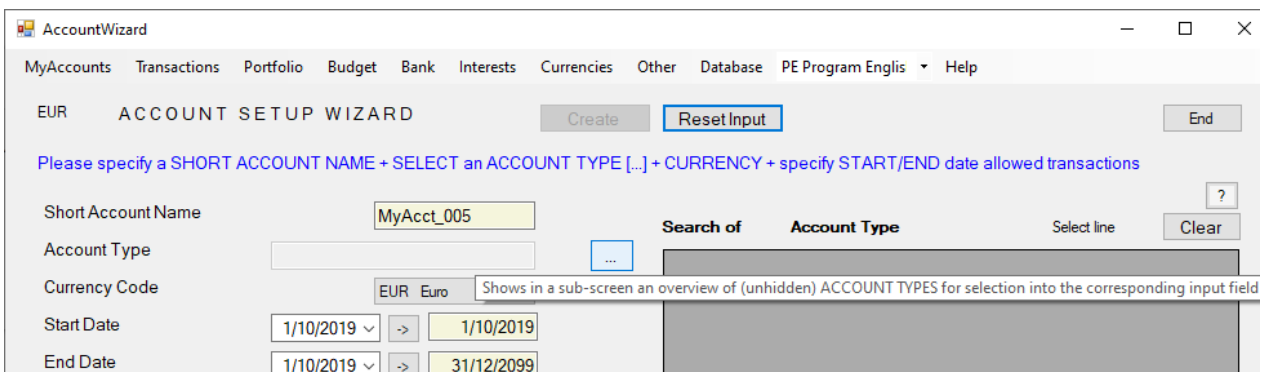 AccountWizard
MyAccounts Transactions Portfolio Budget Bank Interests Currencies Other Database PE Program Englis Help
EUR ACCOUNT SETUP WIZARD Create Reset Input End
Please specify a SHORT ACCOUNT NAME + SELECT an ACCOUNT TYPE [...] + CURRENCY + specify START/END date allowed transactions
?
Short Account Name MyAcct_005
Search of Account Type Select line Clear
Account Type ...
Currency Code EUR Euro
Shows in a sub-screen an overview of (unhidden) ACCOUNT TYPES for selection into the corresponding input field
Start Date 1/10/2019 -> 1/10/2019
End Date 1/10/2019 -> 31/12/2099